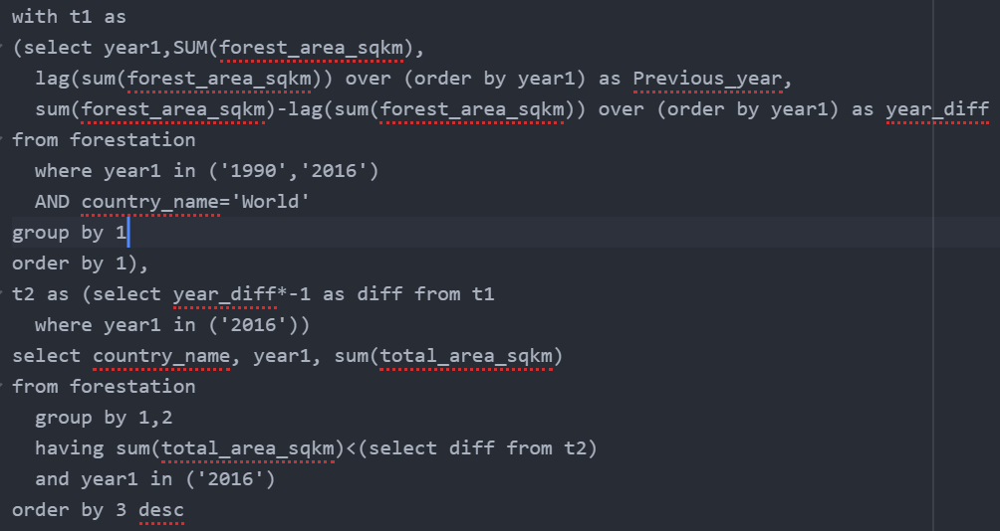 with t1 as
(select year1,SUM(forest_area_sqkm),
lag(sum(forest_area_sqkm)) over (order by year1) as Previous_year,
sum(forest_area_sqkm)-lag(sum(forest_area_sqkm)) over (order by year1) as year_diff
from forestation
where year1 in ('1990','2016')
AND country_name='World'
group by 1
order by 1),
t2 as (select year_diff*-1 as diff from t1
where year1 in ('2016'))
select country_name, year1, sum(total_area_sqkm)
from forestation
group by 1,2
having sum(total_area_sqkm)<(select diff from t2)
and year1 in ('2016')
order by 3 desc